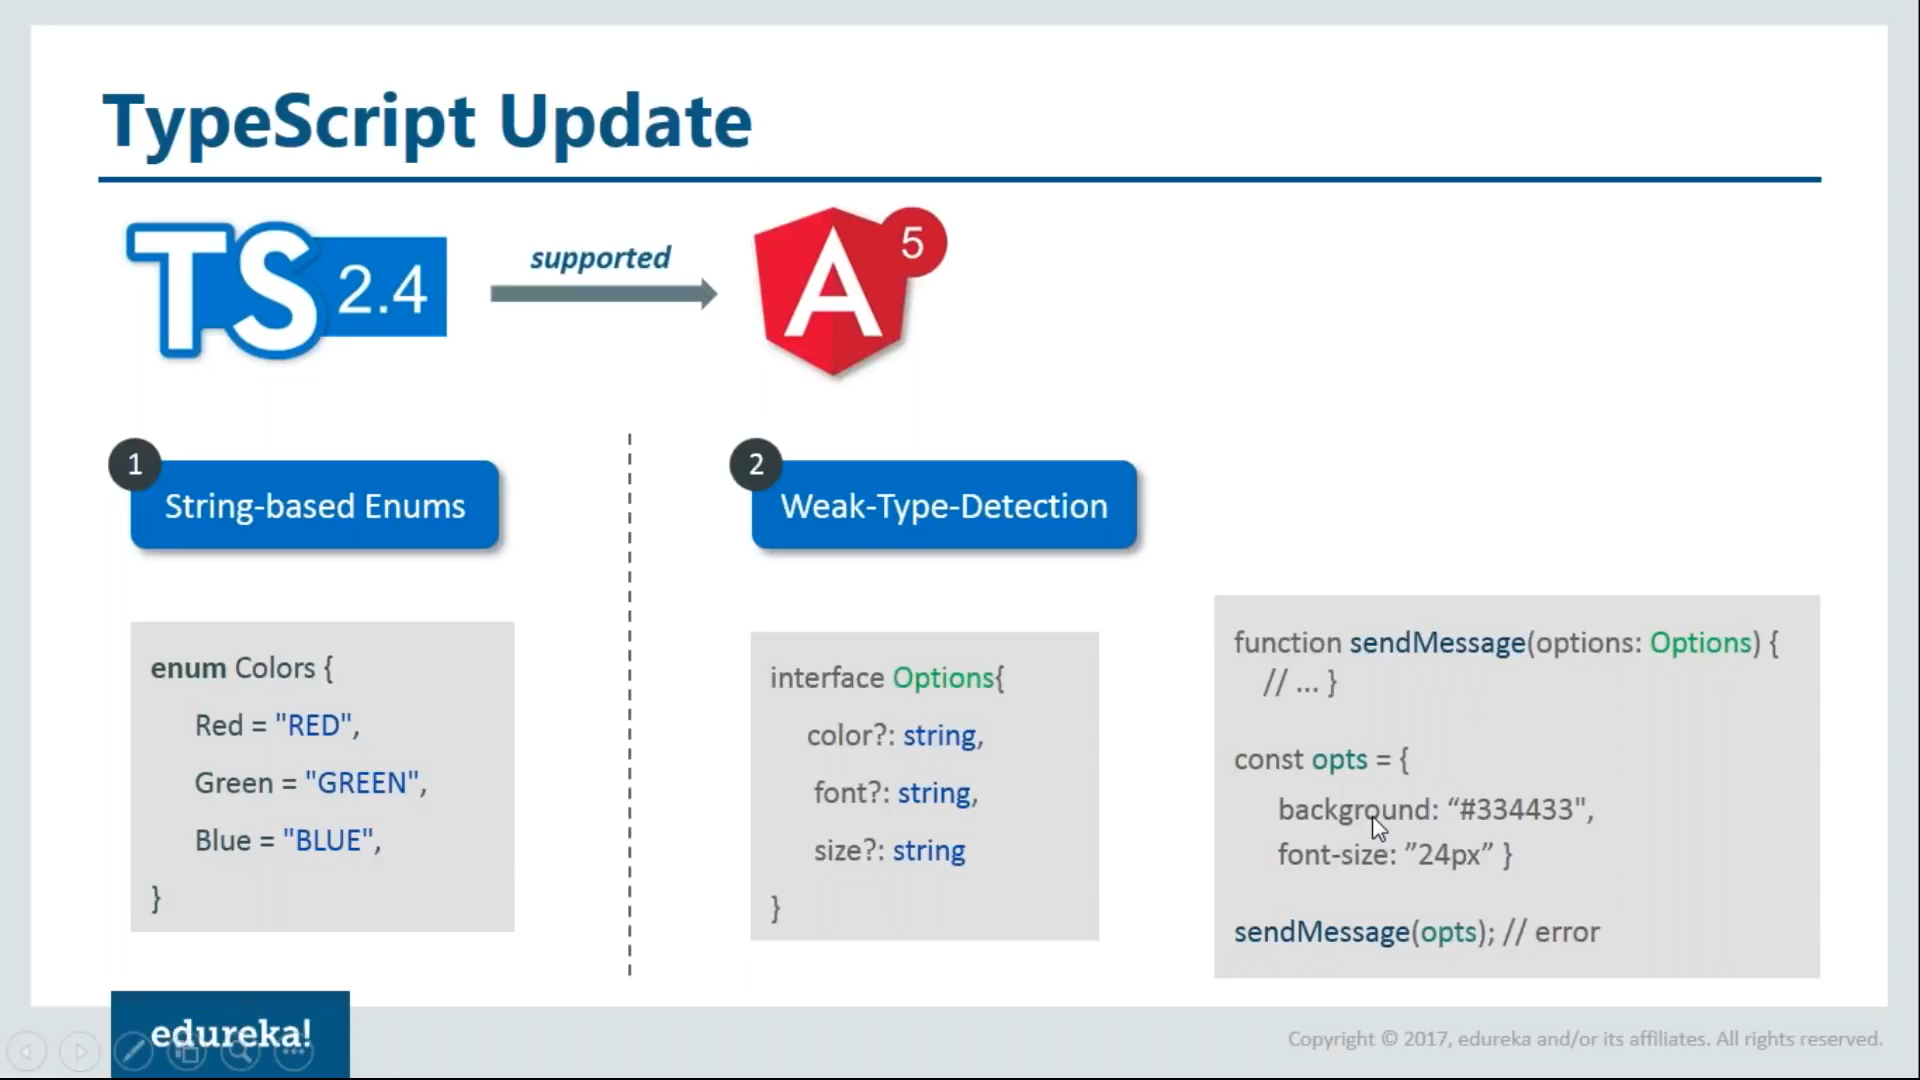 TypeScript Update
TS 2.4
supported
A 5
1
String-based Enums
2
Weak-Type-Detection
enum Colors {
Red = "RED",
Green = "GREEN",
Blue = "BLUE",
}
interface Options{
color?: string,
font?: string,
size?: string
}
function sendMessage(options: Options) {
// ... }
const opts = {
background: “#334433",
font-size: ”24px” }
sendMessage(opts); // error
edureka!
Copyright © 2017, edureka and/or its affiliates. All rights reserved.